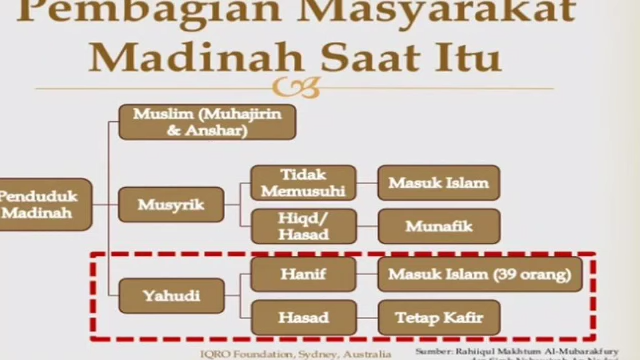 Pembagian Masyarakat
Madinah Saat Itu
Muslim (Muhajirin
& Anshar)
Penduduk
Madinah
Musyrik
Tidak
Memusuhi
Masuk Islam
Hiqd/
Hasad
Munafik
Yahudi
Hanif
Masuk Islam (39 orang)
Hasad
Tetap Kafir
IQRO Foundation, Sydney, Australia
Sumber: Rahiiqul Makhtum Al-Mubarakfury